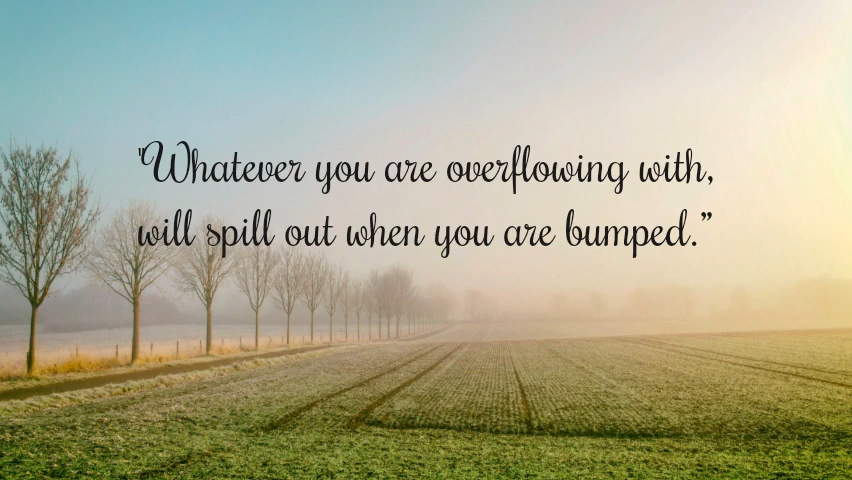 "Whatever you are overflowing with,
will spill out when you are bumped.”